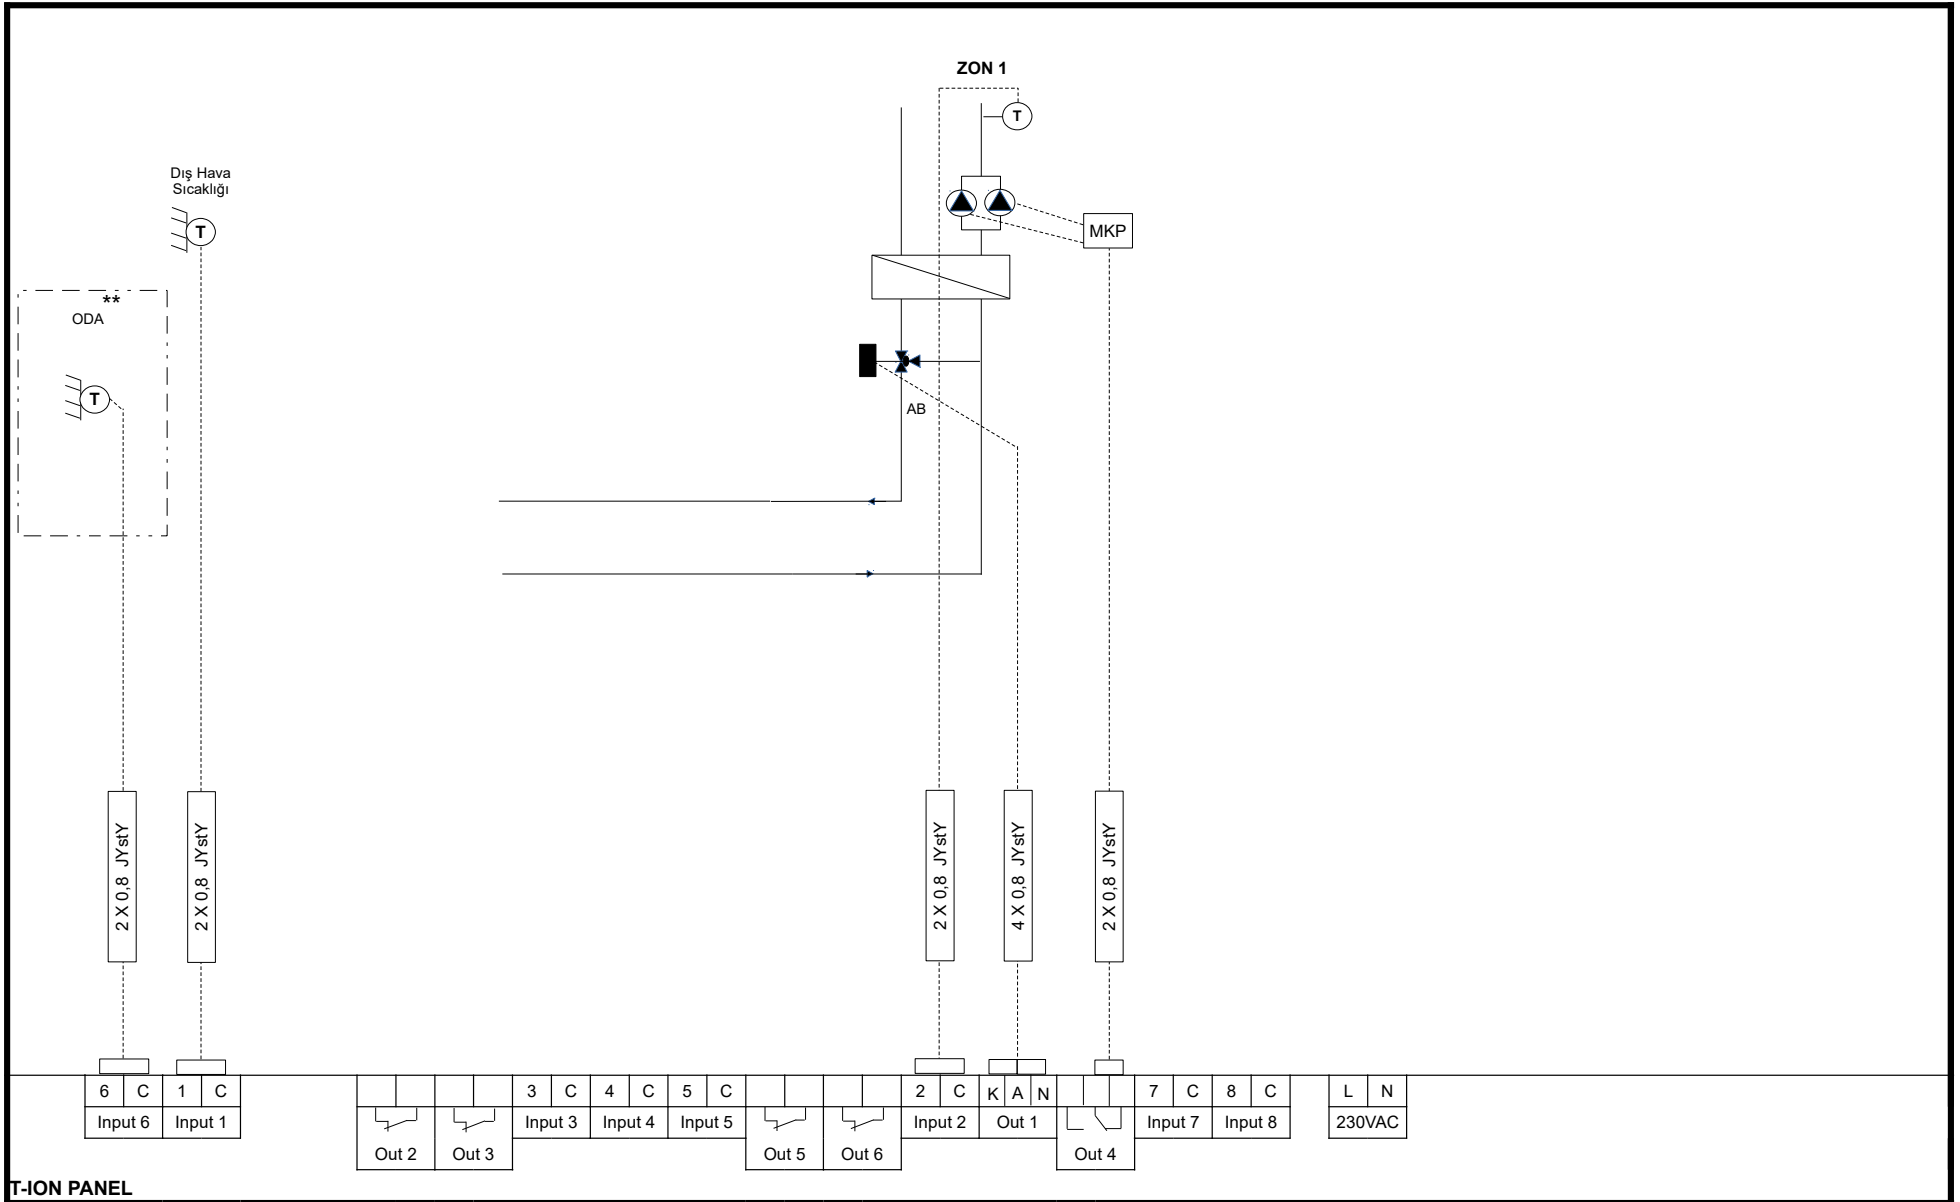 ZON 1
T
Dış Hava
Sıcaklığı
T
MKP
**
ODA
T
AB
2 X 0,8 JYstY
2 X 0,8 JYstY
2 X 0,8 JYstY
4 X 0,8 JYstY
2 X 0,8 JYstY
6 C 1 C 3 C 4 C 5 C 2 C K A N 7 C 8 C L N
Input 6 Input 1 Input 3 Input 4 Input 5 Input 2 Out 1 Input 7 Input 8 230VAC
Out 2 Out 3 Out 5 Out 6 Out 4
T-ION PANEL